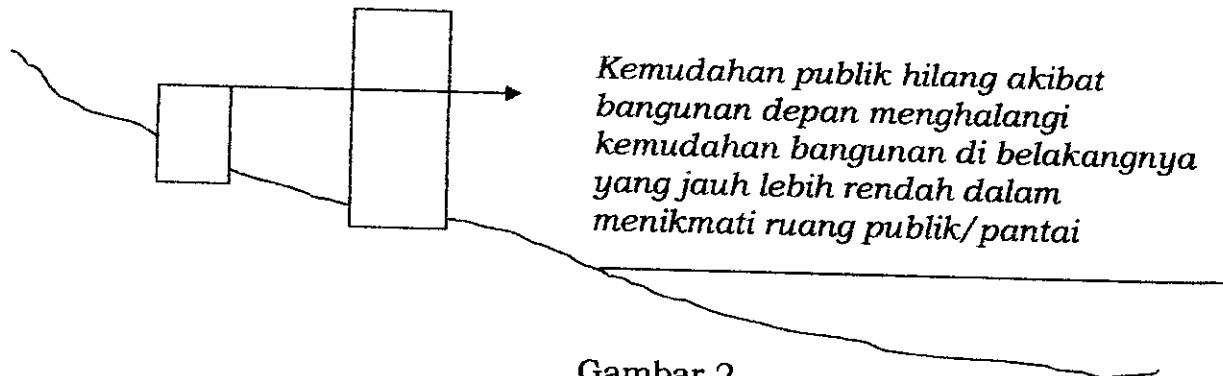 Kemudahan publik hilang akibat
bangunan depan menghalangi
kemudahan bangunan di belakangnya
yang jauh lebih rendah dalam
menikmati ruang publik/pantai
Gambar 2